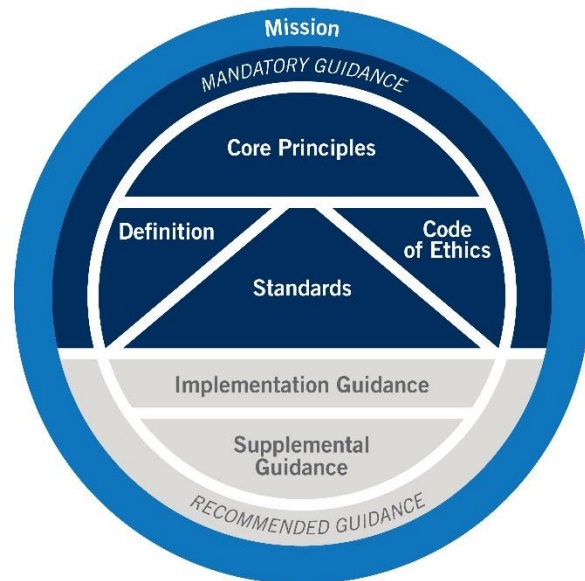 Mission
MANDATORY GUIDANCE
Core Principles
Definition
Code
of Ethics
Standards
Implementation Guidance
Supplemental
Guidance
RECOMMENDED GUIDANCE